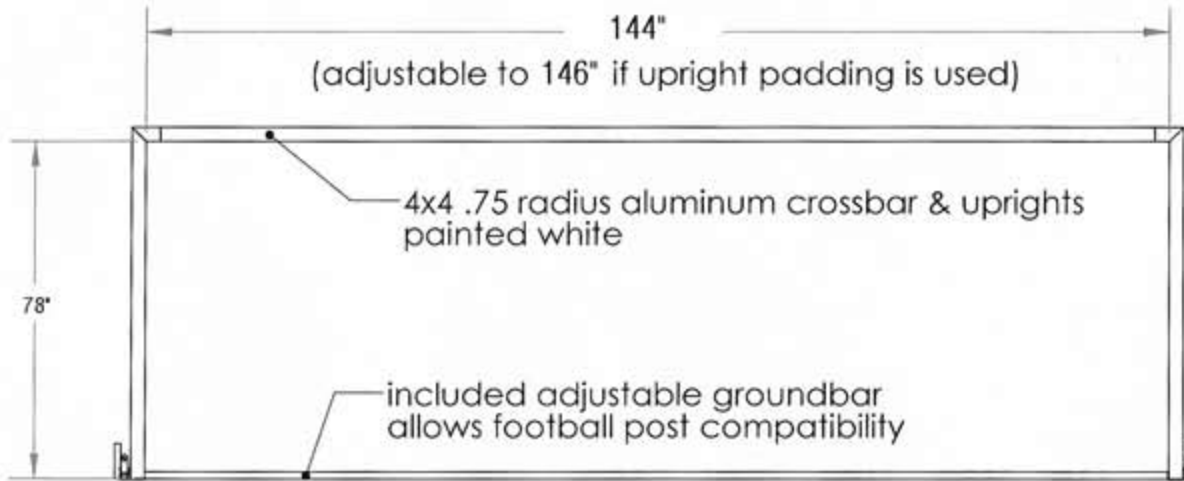 144"
(adjustable to 146" if upright padding is used)
4x4 .75 radius aluminum crossbar & uprights
painted white
78"
included adjustable groundbar
allows football post compatibility